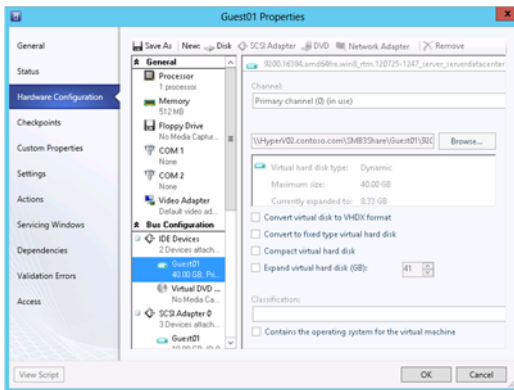 Guest01 Properties
General
Status
Hardware Configuration
Checkpoints
Custom Properties
Settings
Actions
Servicing Windows
Dependencies
Validation Errors
Access
Save As New: Disk SCSI Adapter DVD Network Adapter Remove
General
Processor
1 processor
Memory
512 MB
Floppy Drive
No Media Captur...
COM 1
None
COM 2
None
Video Adapter
Default video ad...
Bus Configuration
IDE Devices
2 Devices attach...
Guest01
40.00 GB, Pri...
Virtual DVD ...
No Media Ca...
SCSI Adapter 0
3 Devices attach...
Guest01
9200.16384.amd64fre.win8_rtm.120725-1247_server_serverdatacenter
Channel:
Primary channel (0) (in use)
\\HyperV02.contoso.com\SMB3Share\Guest01\920
Browse...
Virtual hard disk type: Dynamic
Maximum size: 40.00 GB
Currently expanded to: 8.33 GB
Convert virtual disk to VHDX format
Convert to fixed type virtual hard disk
Compact virtual hard disk
Expand virtual hard disk (GB): 41
Classification:
Contains the operating system for the virtual machine
View Script
OK
Cancel